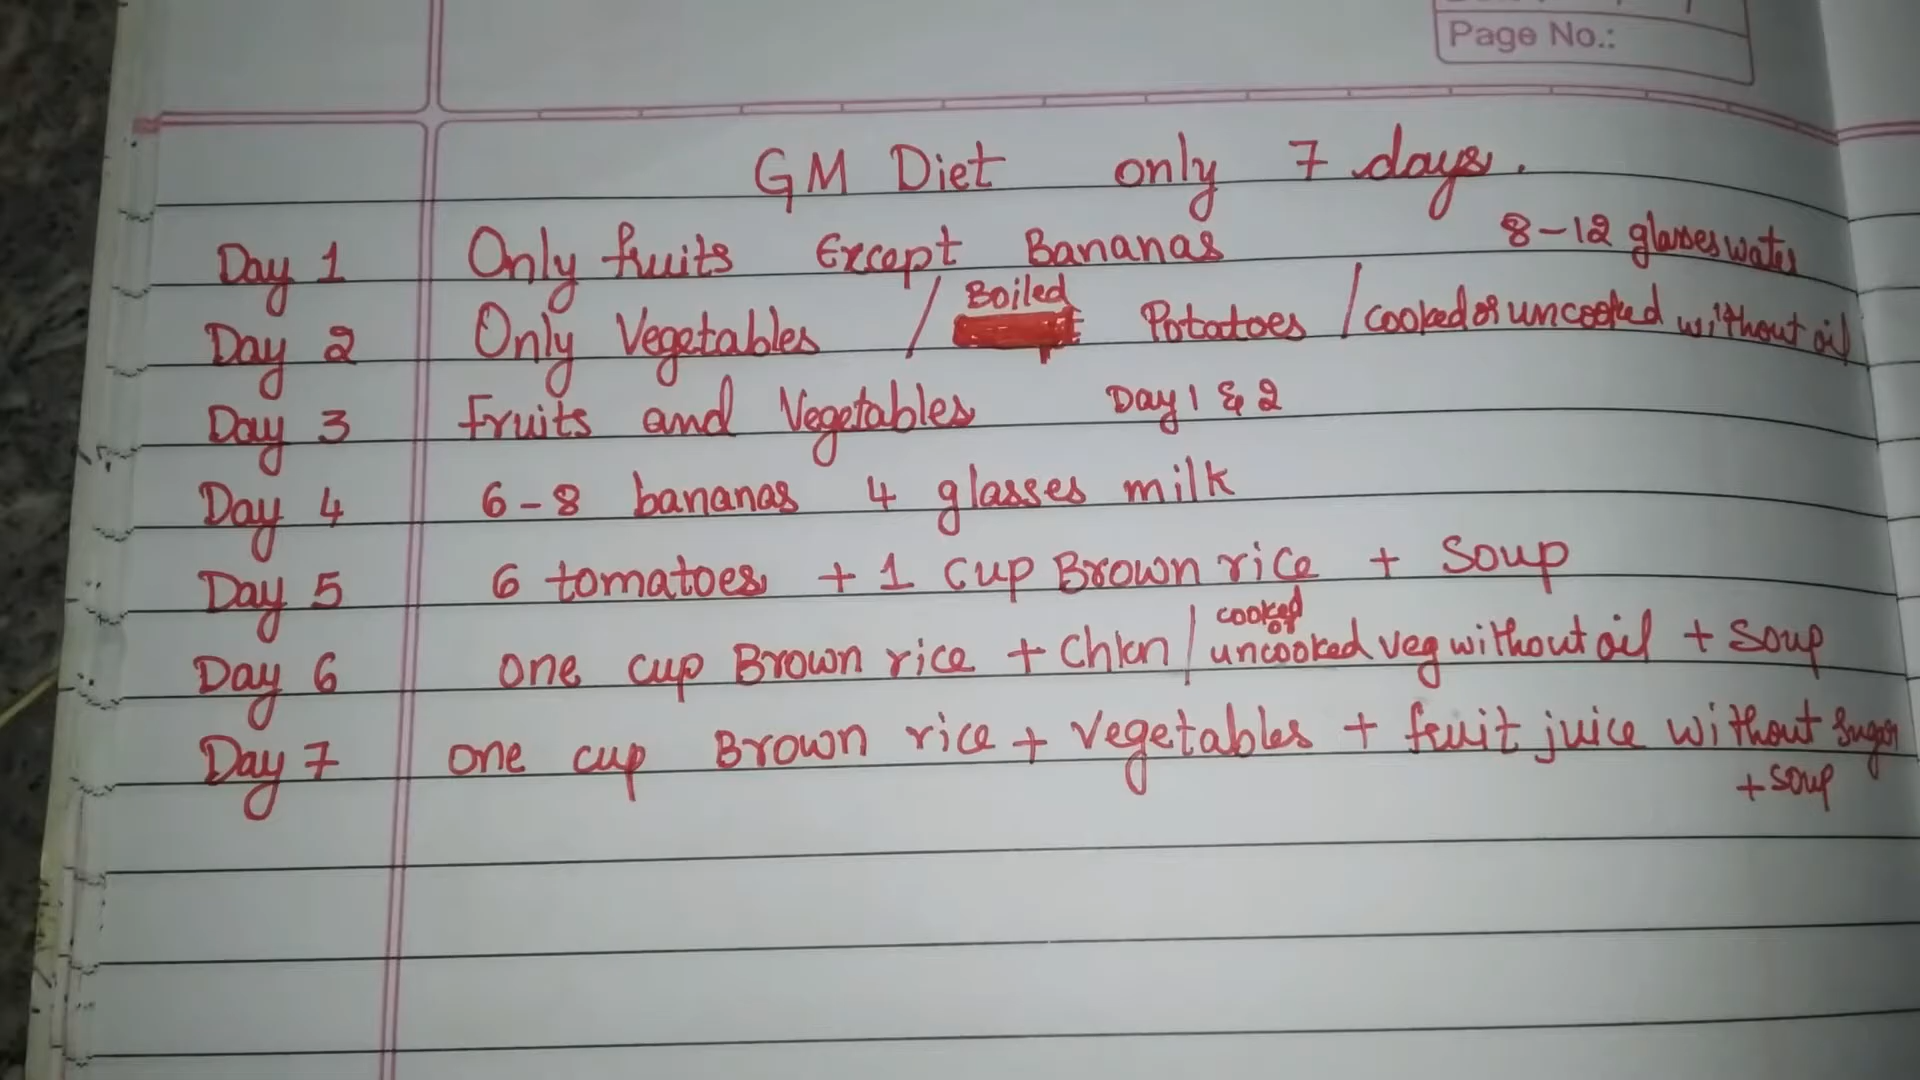 Page No.:
GM Diet only 7 days.
Day 1 Only fruits Except Bananas 8-12 glasses water
Day 2 Only Vegetables / Boiled Potatoes / cooked or uncooked without oil
Day 3 Fruits and Vegetables Day 1 & 2
Day 4 6-8 bananas 4 glasses milk
Day 5 6 tomatoes + 1 cup Brown rice + Soup
Day 6 one cup Brown rice + Chkn / cooked or uncooked veg without oil + Soup
Day 7 one cup Brown rice + vegetables + fruit juice without Sugar
+ Soup